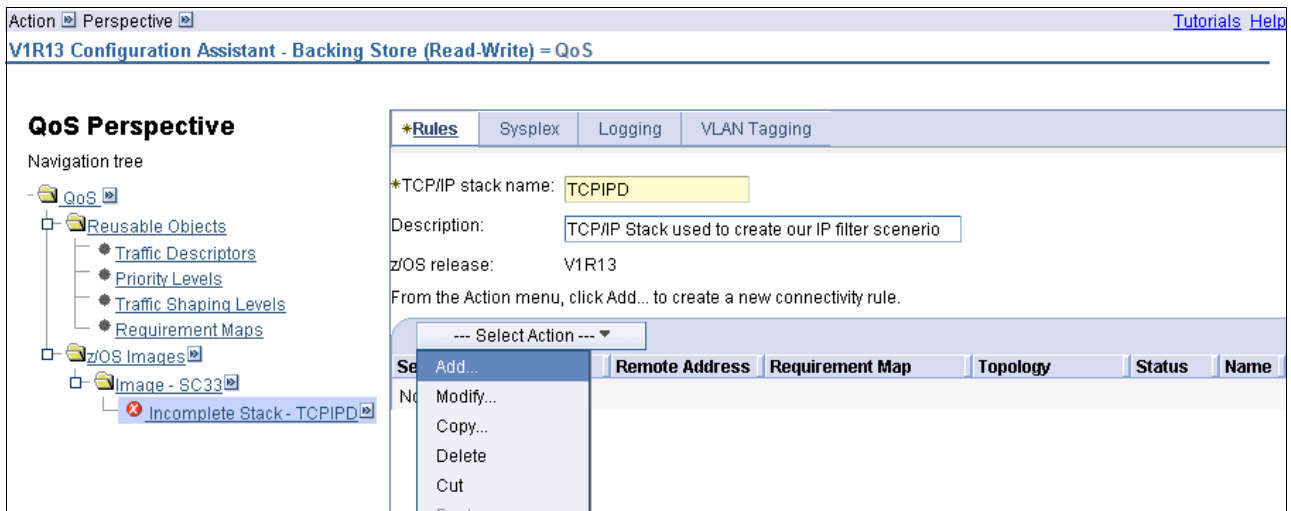 Action Perspective Tutorials Help
V1R13 Configuration Assistant - Backing Store (Read-Write) = QoS
QoS Perspective
Navigation tree
QoS
Reusable Objects
Traffic Descriptors
Priority Levels
Traffic Shaping Levels
Requirement Maps
z/OS Images
Image - SC33
Incomplete Stack - TCPIPD
*Rules Sysplex Logging VLAN Tagging
*TCP/IP stack name: TCPIPD
Description: TCP/IP Stack used to create our IP filter scenerio
z/OS release: V1R13
From the Action menu, click Add... to create a new connectivity rule.
--- Select Action ---
Se Remote Address Requirement Map Topology Status Name
No
Add...
Modify...
Copy...
Delete
Cut